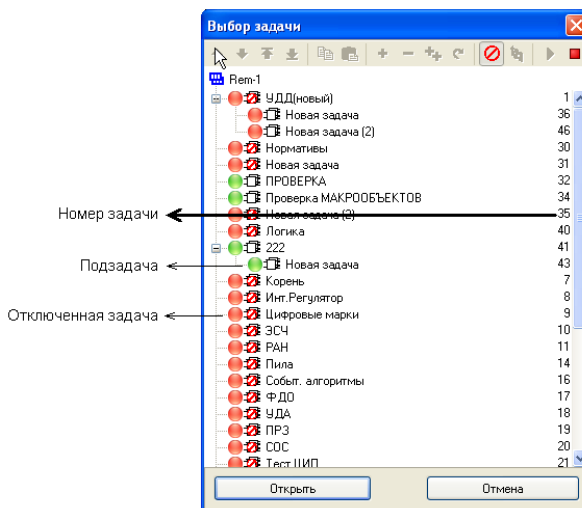 Выбор задачи
Rem-1
УДД(новый) 1
Новая задача 36
Новая задача (2) 46
Нормативы 30
Новая задача 31
ПРОВЕРКА 32
Проверка МАКРООБЪЕКТОВ 34
Номер задачи Новая задача (2) 35
Логика 40
222 41
Подзадача Новая задача 43
Корень 7
Инт.Регулятор 8
Отключенная задача Цифровые марки 9
ЭСЧ 10
РАН 11
Пила 14
Событ. алгоритмы 16
ФДО 17
УДА 18
ПРЗ 19
СОС 20
Тест ЦИП 21
Открыть Отмена